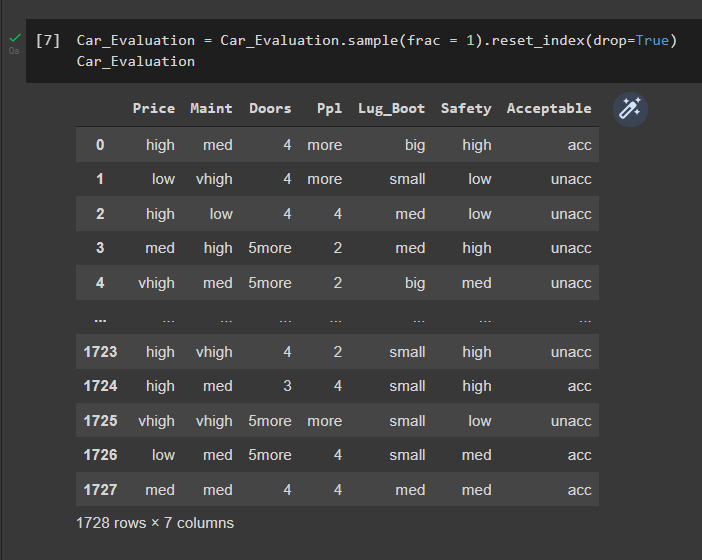 [7] Car_Evaluation = Car_Evaluation.sample(frac = 1).reset_index(drop=True)
0s Car_Evaluation
Price Maint Doors Ppl Lug_Boot Safety Acceptable
0 high med 4 more big high acc
1 low vhigh 4 more small low unacc
2 high low 4 4 med low unacc
3 med high 5more 2 med high unacc
4 vhigh med 5more 2 big med unacc
... ... ... ... ... ... ... ...
1723 high vhigh 4 2 small high unacc
1724 high med 3 4 small high acc
1725 vhigh vhigh 5more more small low unacc
1726 low med 5more 4 small med acc
1727 med med 4 4 med med acc
1728 rows × 7 columns